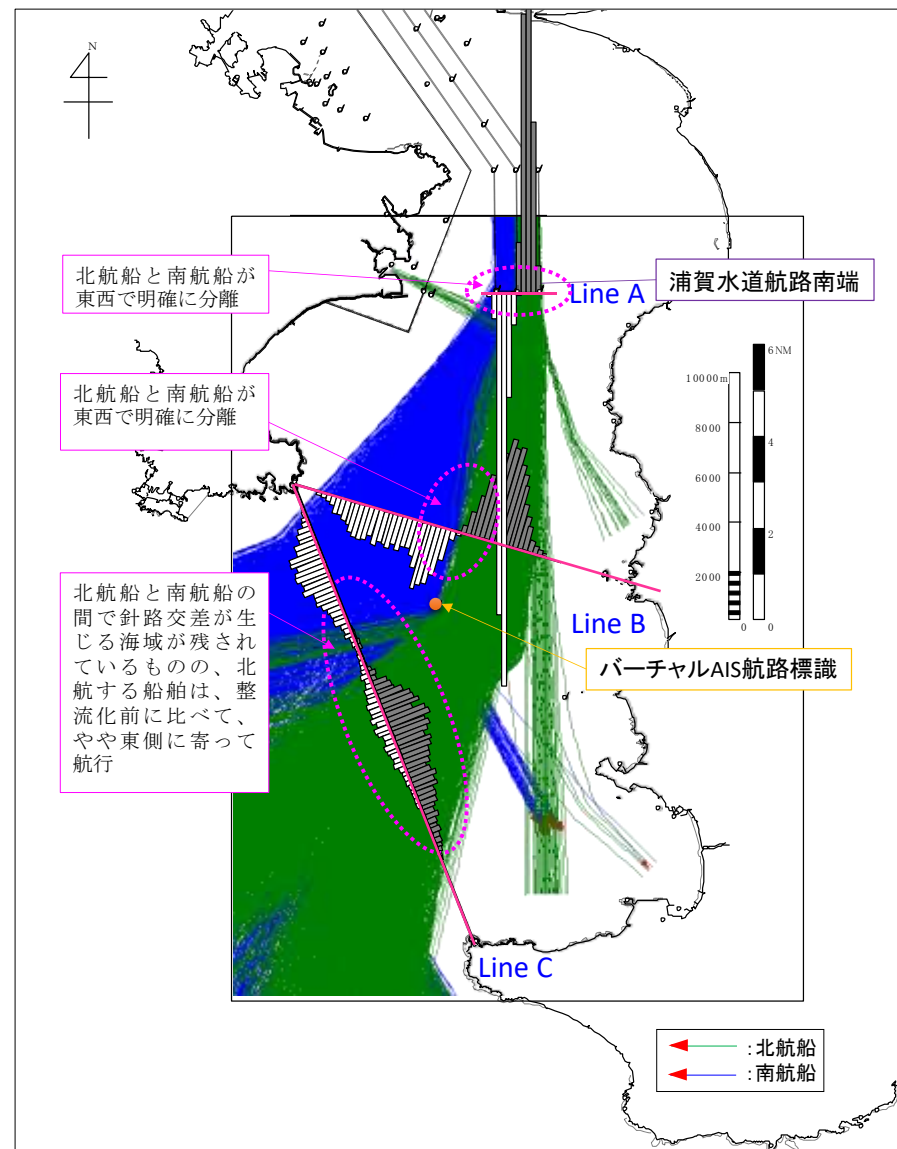 N
北航船と南航船が
東西で明確に分離
浦賀水道航路南端
Line A
北航船と南航船が
東西で明確に分離
10000m
8000
6000
4000
2000
0
6NM
4
2
0
北航船と南航船の
間で針路交差が生
じる海域が残され
ているものの、北
航する船舶は、整
流化前に比べて、
やや東側に寄って
航行
Line B
バーチャルAIS航路標識
Line C
:北航船
:南航船